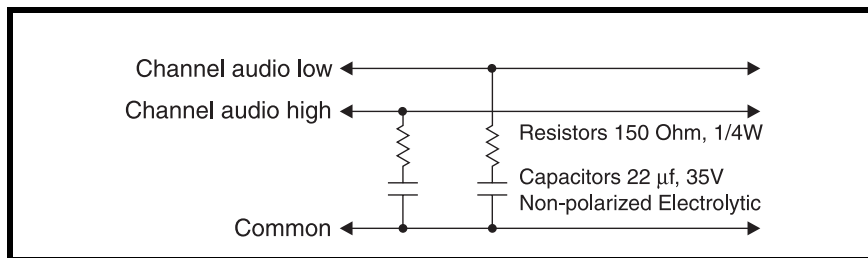 Channel audio low
Channel audio high
Resistors 150 Ohm, 1/4W
Capacitors 22 µf, 35V
Non-polarized Electrolytic
Common